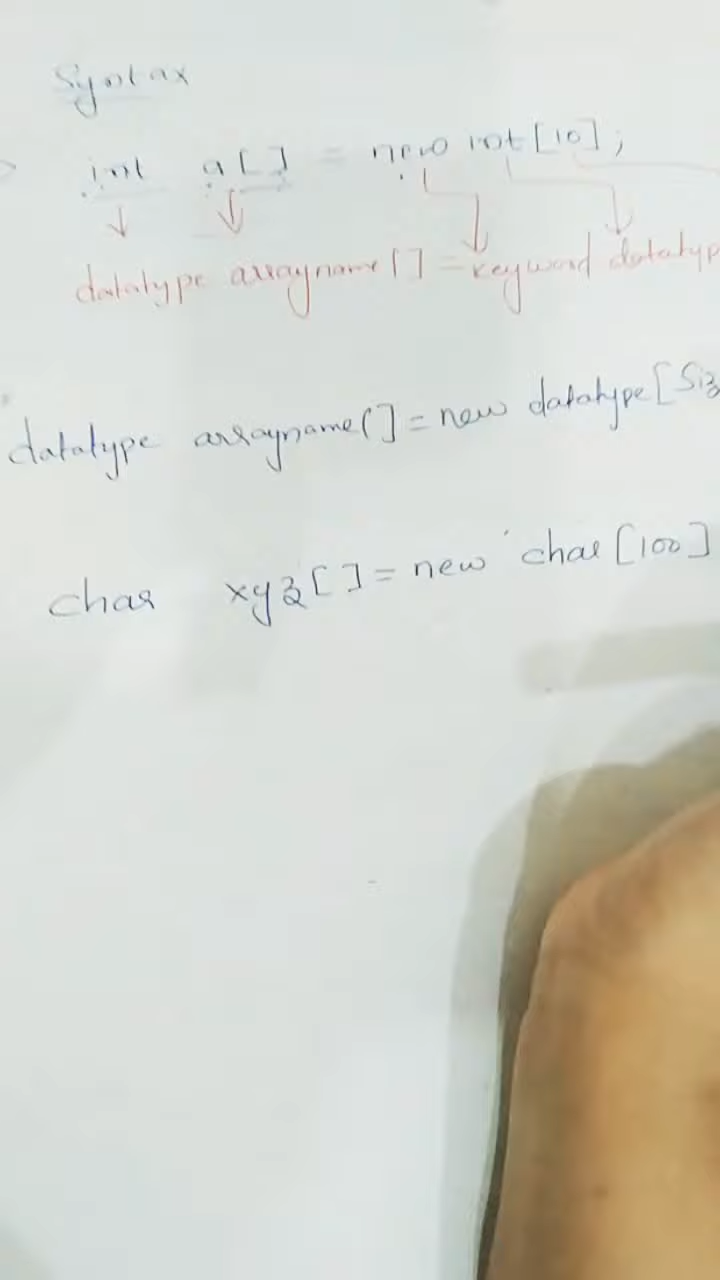 Syntax
int a[] = new int[10];
datatype arrayname[] = keyword datatyp
datatype arrayname[] = new datatype[Siz
char xyz[] = new char[100]